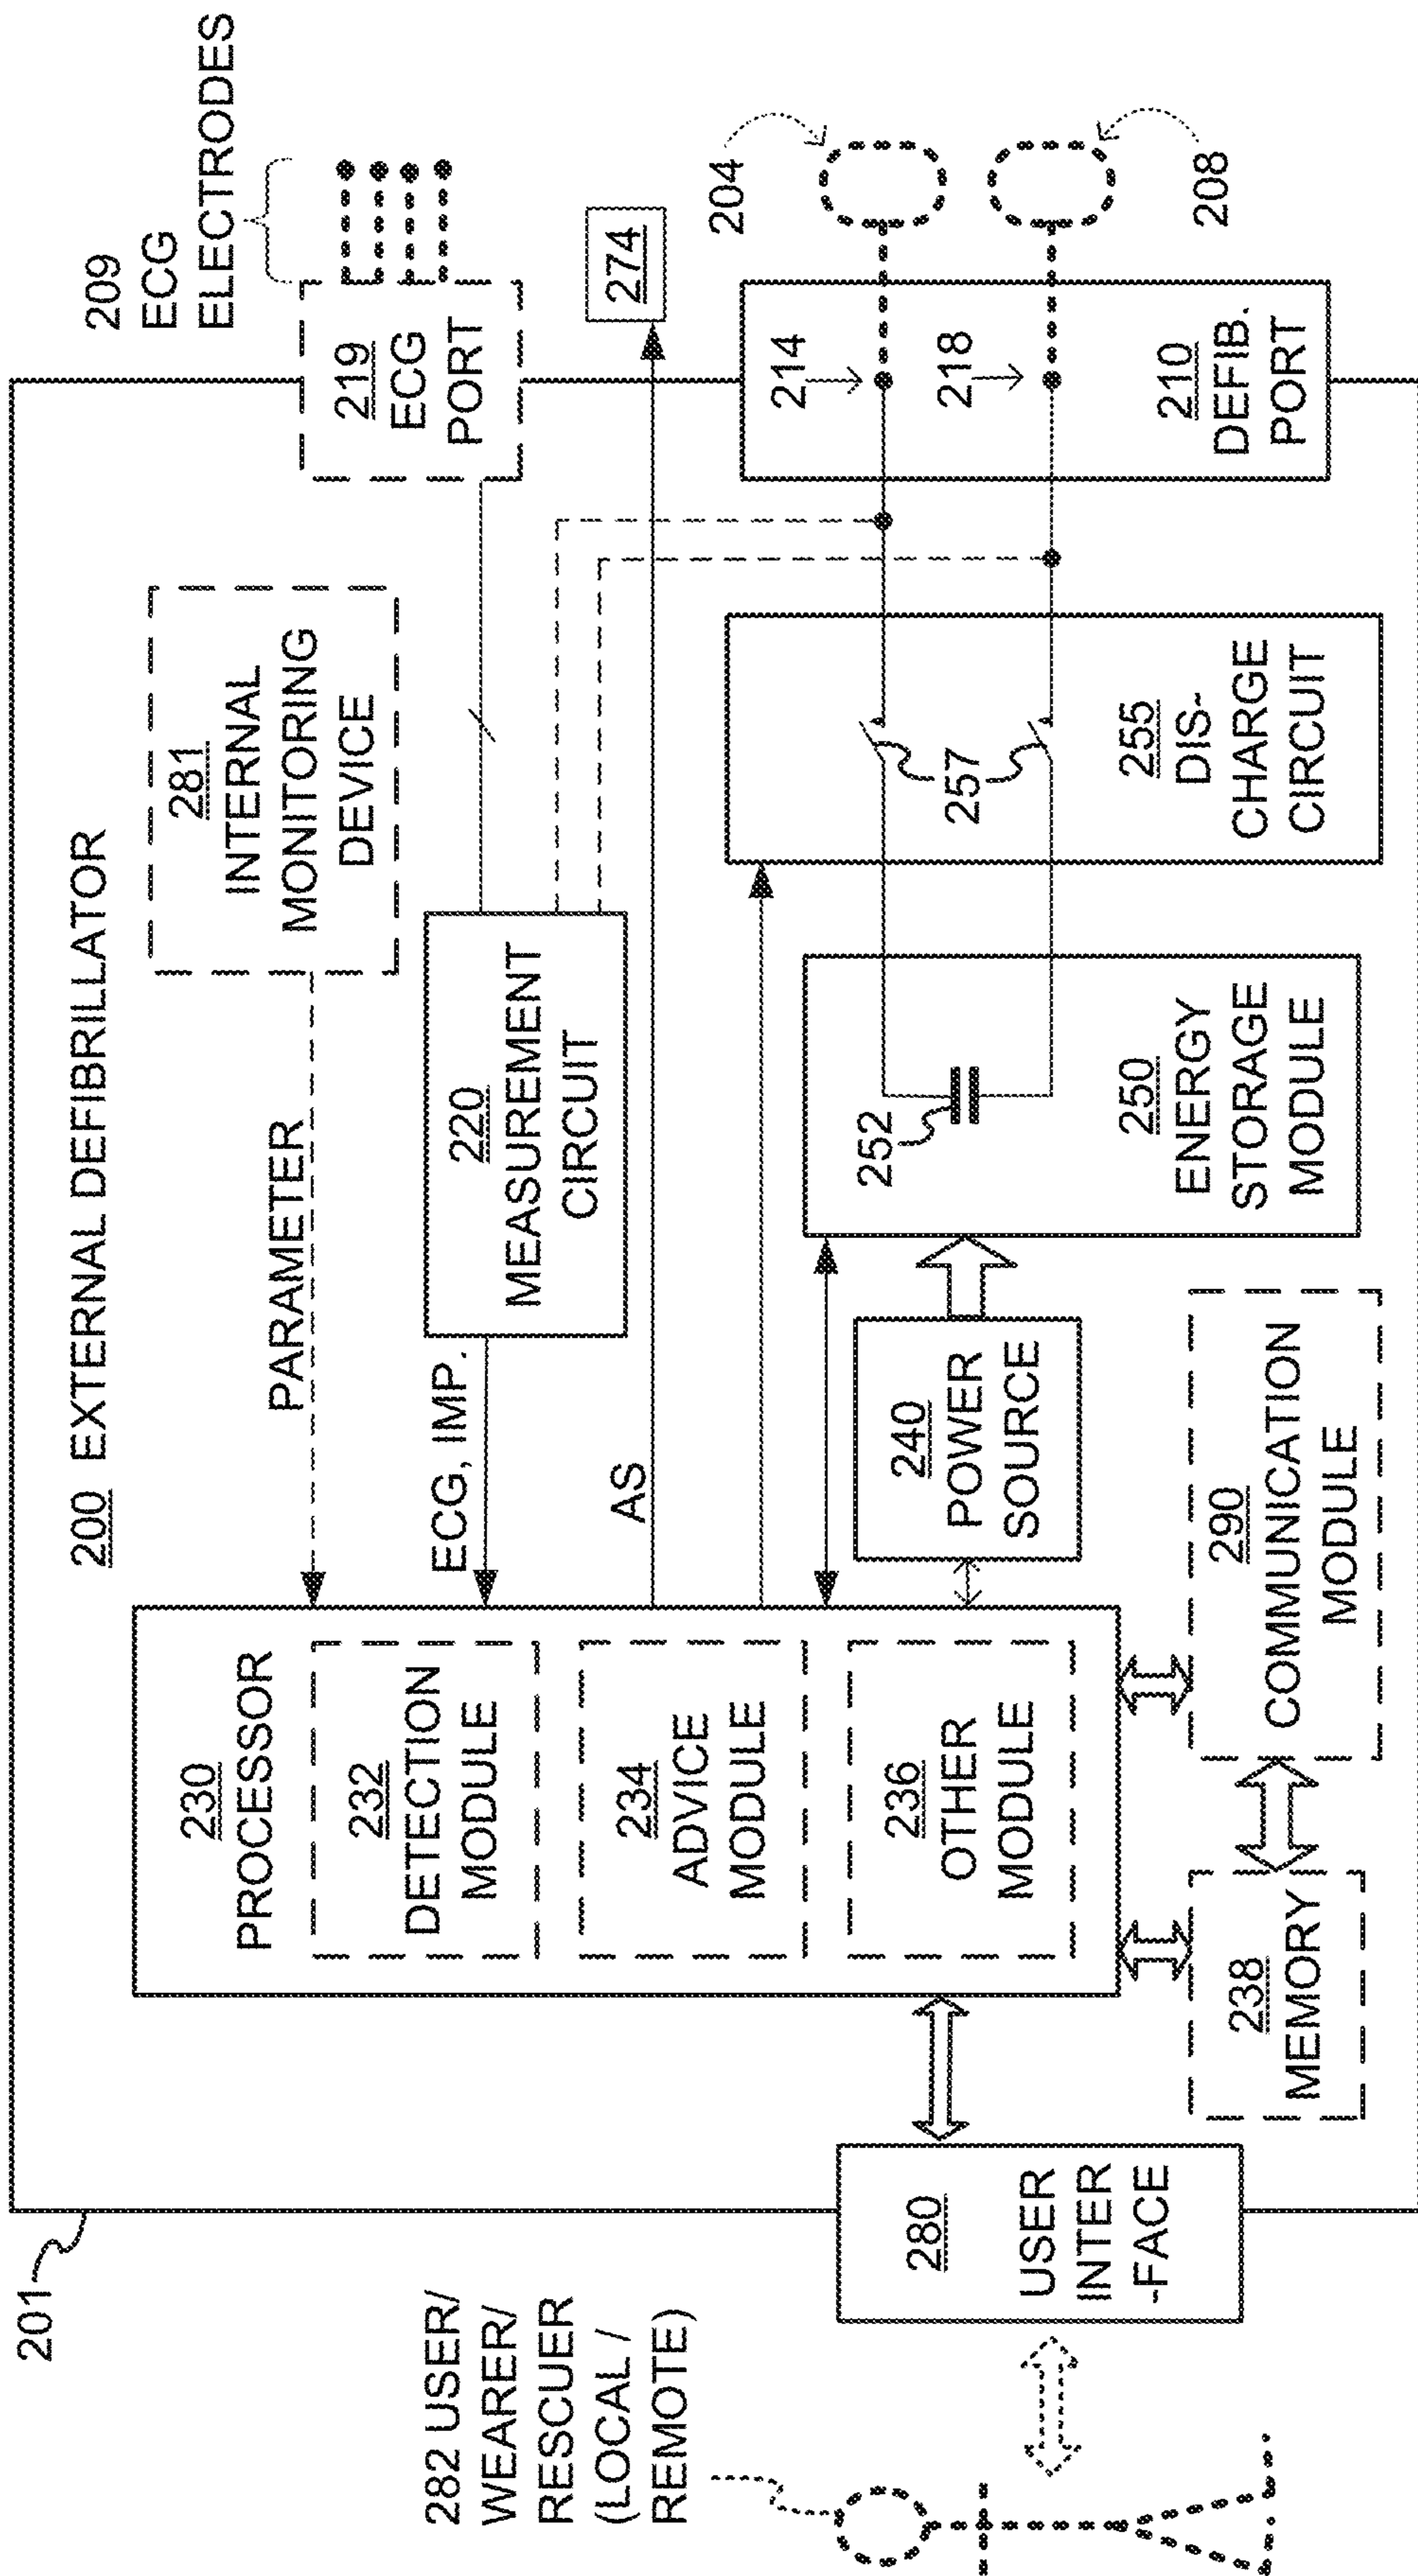 200 EXTERNAL DEFIBRILLATOR
201
209
ECG
ELECTRODES
219
ECG
PORT
281
INTERNAL
MONITORING
DEVICE
PARAMETER
220
MEASUREMENT
CIRCUIT
ECG, IMP.
AS
274
230
PROCESSOR
232
DETECTION
MODULE
234
ADVICE
MODULE
236
OTHER
MODULE
282 USER/
WEARER/
RESCUER
(LOCAL /
REMOTE)
280
USER
INTER
-FACE
238
MEMORY
290
COMMUNICATION
MODULE
240
POWER
SOURCE
252
250
ENERGY
STORAGE
MODULE
257
255
DIS-
CHARGE
CIRCUIT
214
218
210
DEFIB.
PORT
204
208